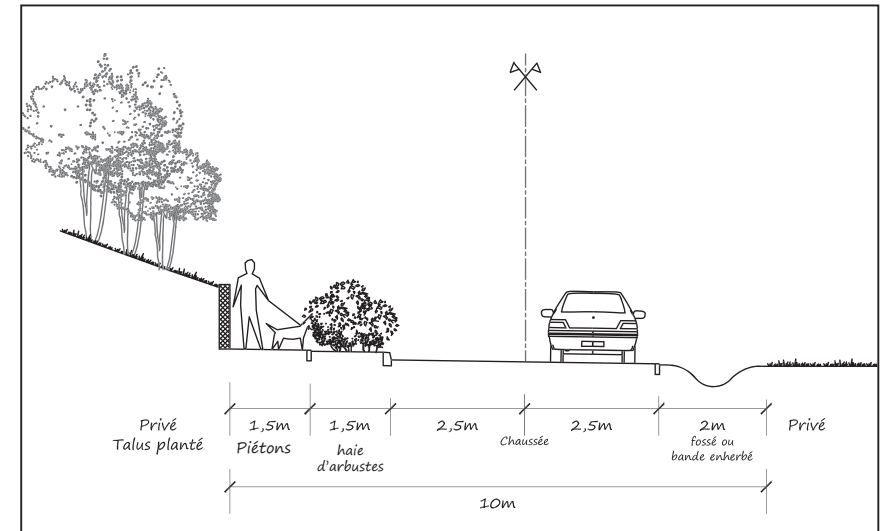 Privé
Talus planté
1,5m
Piétons
1,5m
haie
d'arbustes
2,5m
Chaussée
2,5m
2m
fossé ou
bande enherbé
Privé
10m